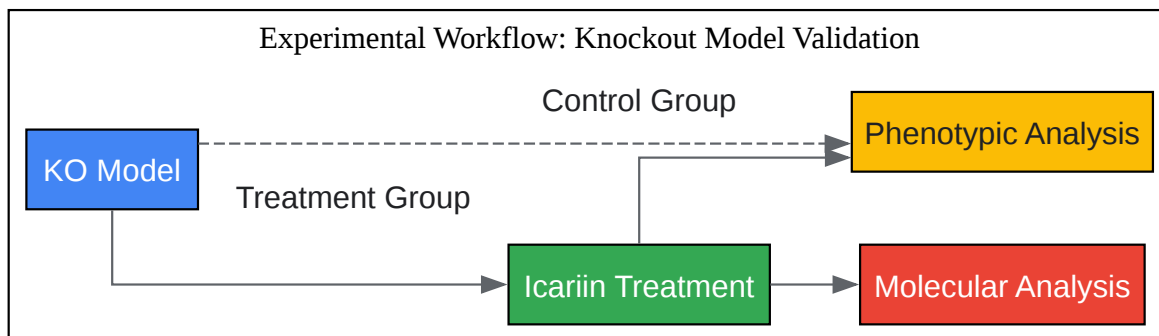 Experimental Workflow: Knockout Model Validation
Control Group
Phenotypic Analysis
KO Model
Treatment Group
Icariin Treatment
Molecular Analysis